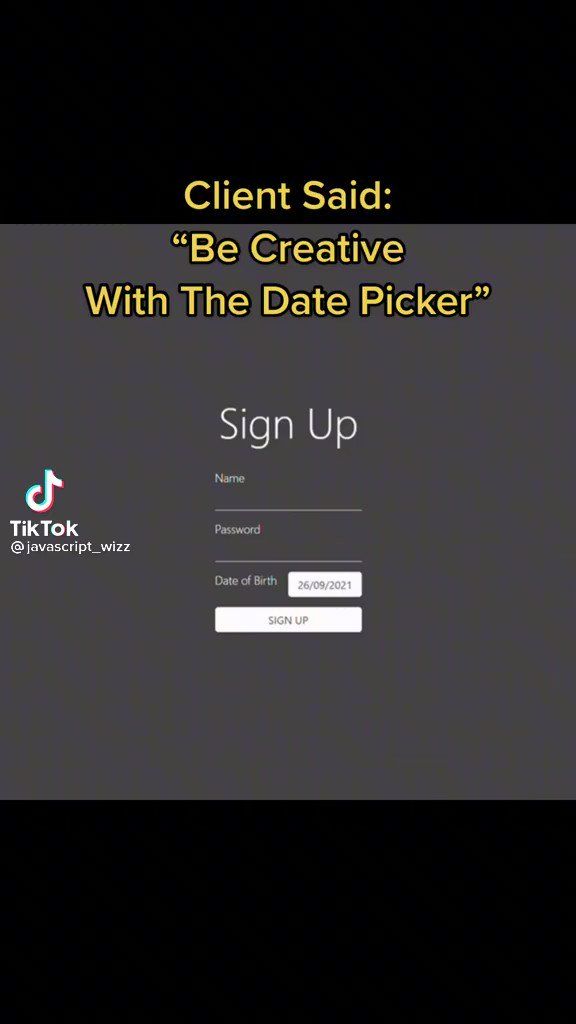 Client Said:
“Be Creative
With The Date Picker”
Sign Up
Name
TikTok
@javascript_wizz
Password
Date of Birth 26/09/2021
SIGN UP